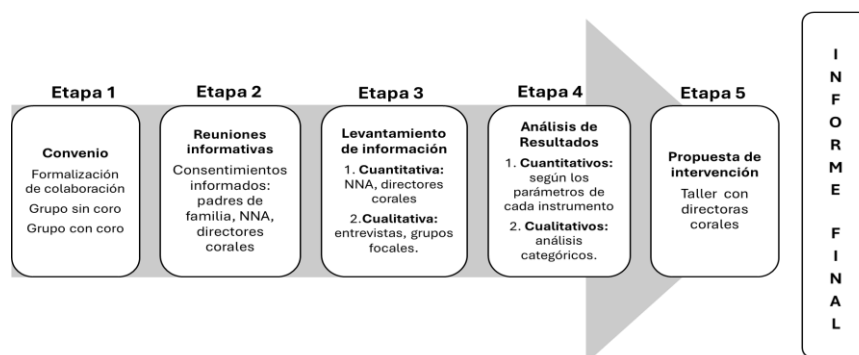 Etapa 1
Convenio
Formalización
de colaboración
Grupo sin coro
Grupo con coro
Etapa 2
Reuniones
informativas
Consentimientos
informados:
padres de
familia, NNA,
directores
corales
Etapa 3
Levantamiento
de información
1. Cuantitativa:
NNA, directores
corales
2.Cualitativa:
entrevistas, grupos
focales.
Etapa 4
Análisis de
Resultados
1. Cuantitativos:
según los
parámetros de
cada instrumento
2. Cualitativos:
análisis
categóricos.
Etapa 5
Propuesta de
intervención
Taller con
directoras
corales
INFORME FINAL